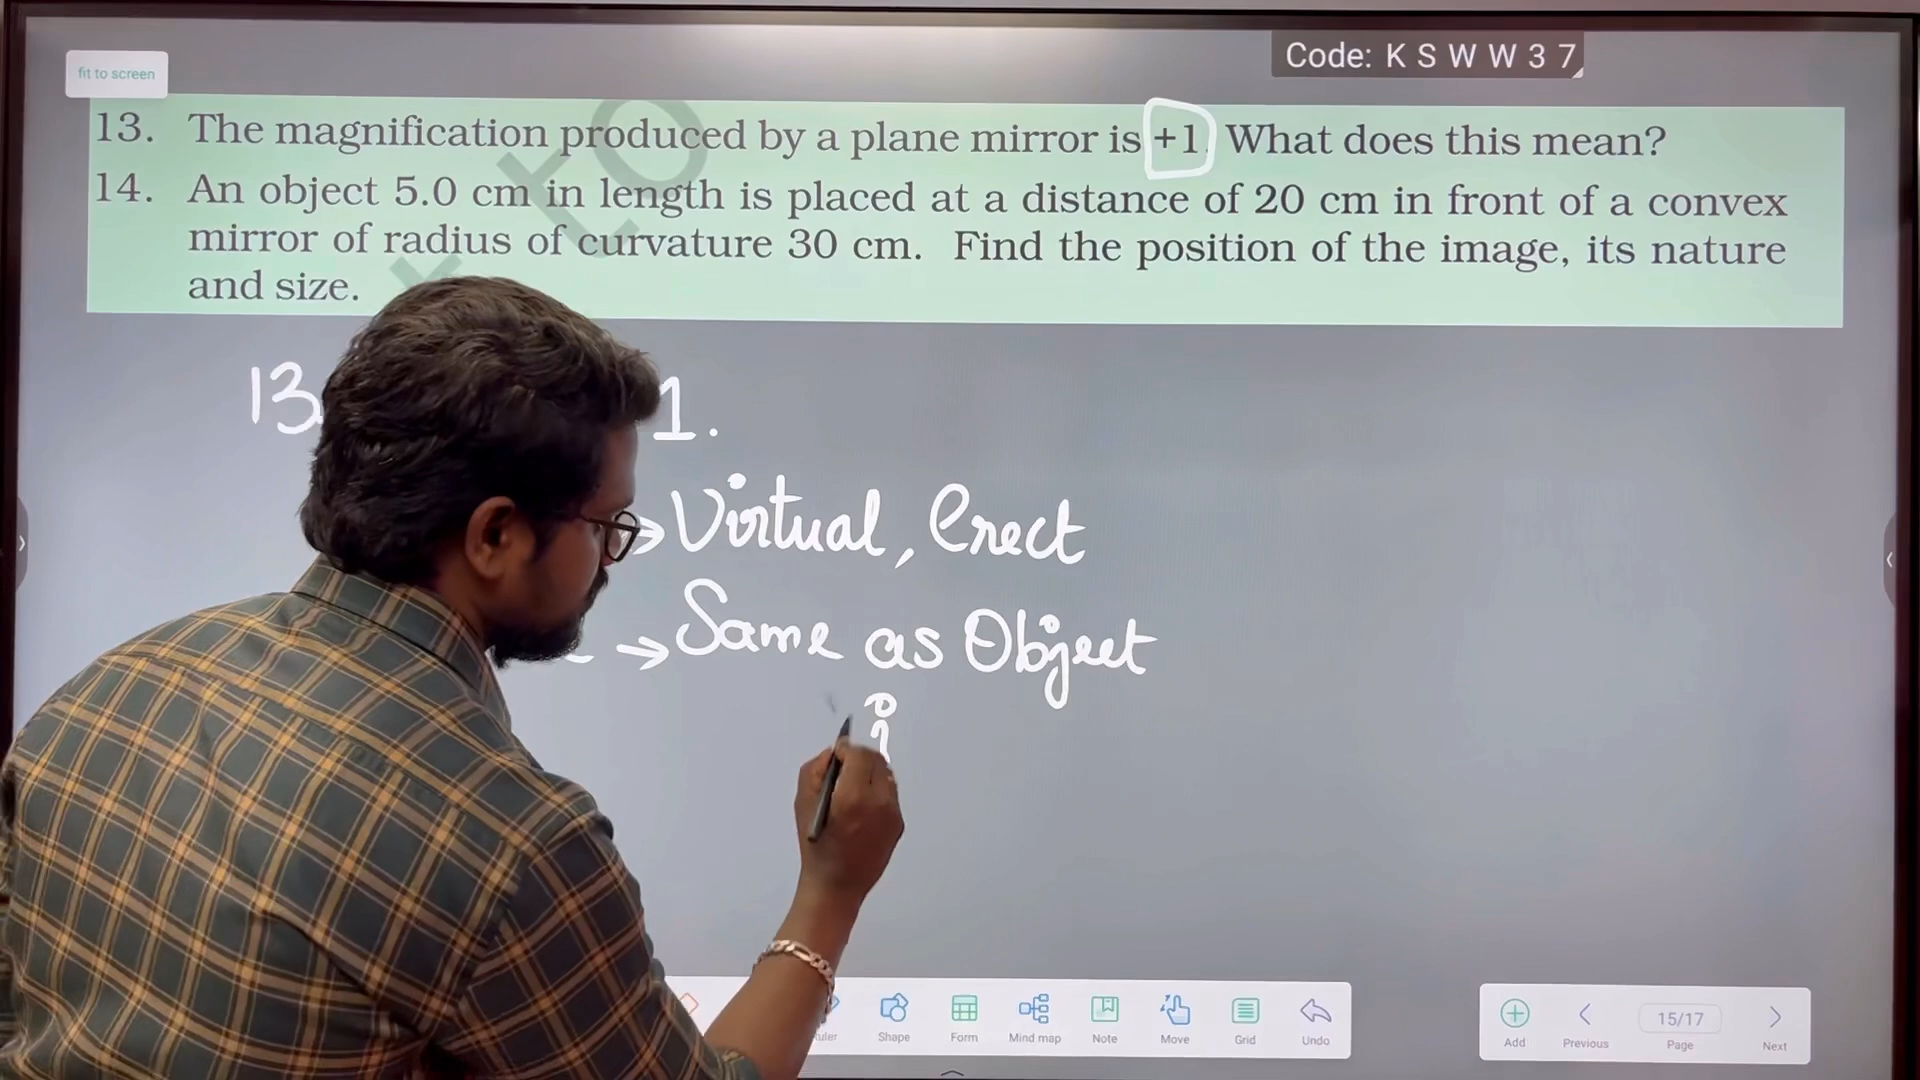 fit to screen
Code: K S W W 3 7
13. The magnification produced by a plane mirror is +1. What does this mean?
14. An object 5.0 cm in length is placed at a distance of 20 cm in front of a convex
mirror of radius of curvature 30 cm. Find the position of the image, its nature
and size.
to
13. 1.
→ Virtual, Erect
→ Same as Object
Shape Form Mind map Note Move Grid Undo
Add Previous 15/17 Page Next